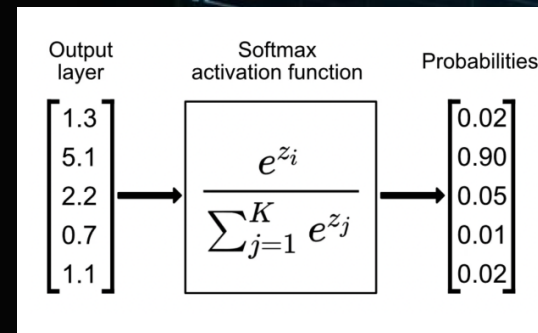 Output
layer
Softmax
activation function
Probabilities
1.3
5.1
2.2
0.7
1.1
e^{z_i}
∑_{j=1}^{K} e^{z_j}
0.02
0.90
0.05
0.01
0.02